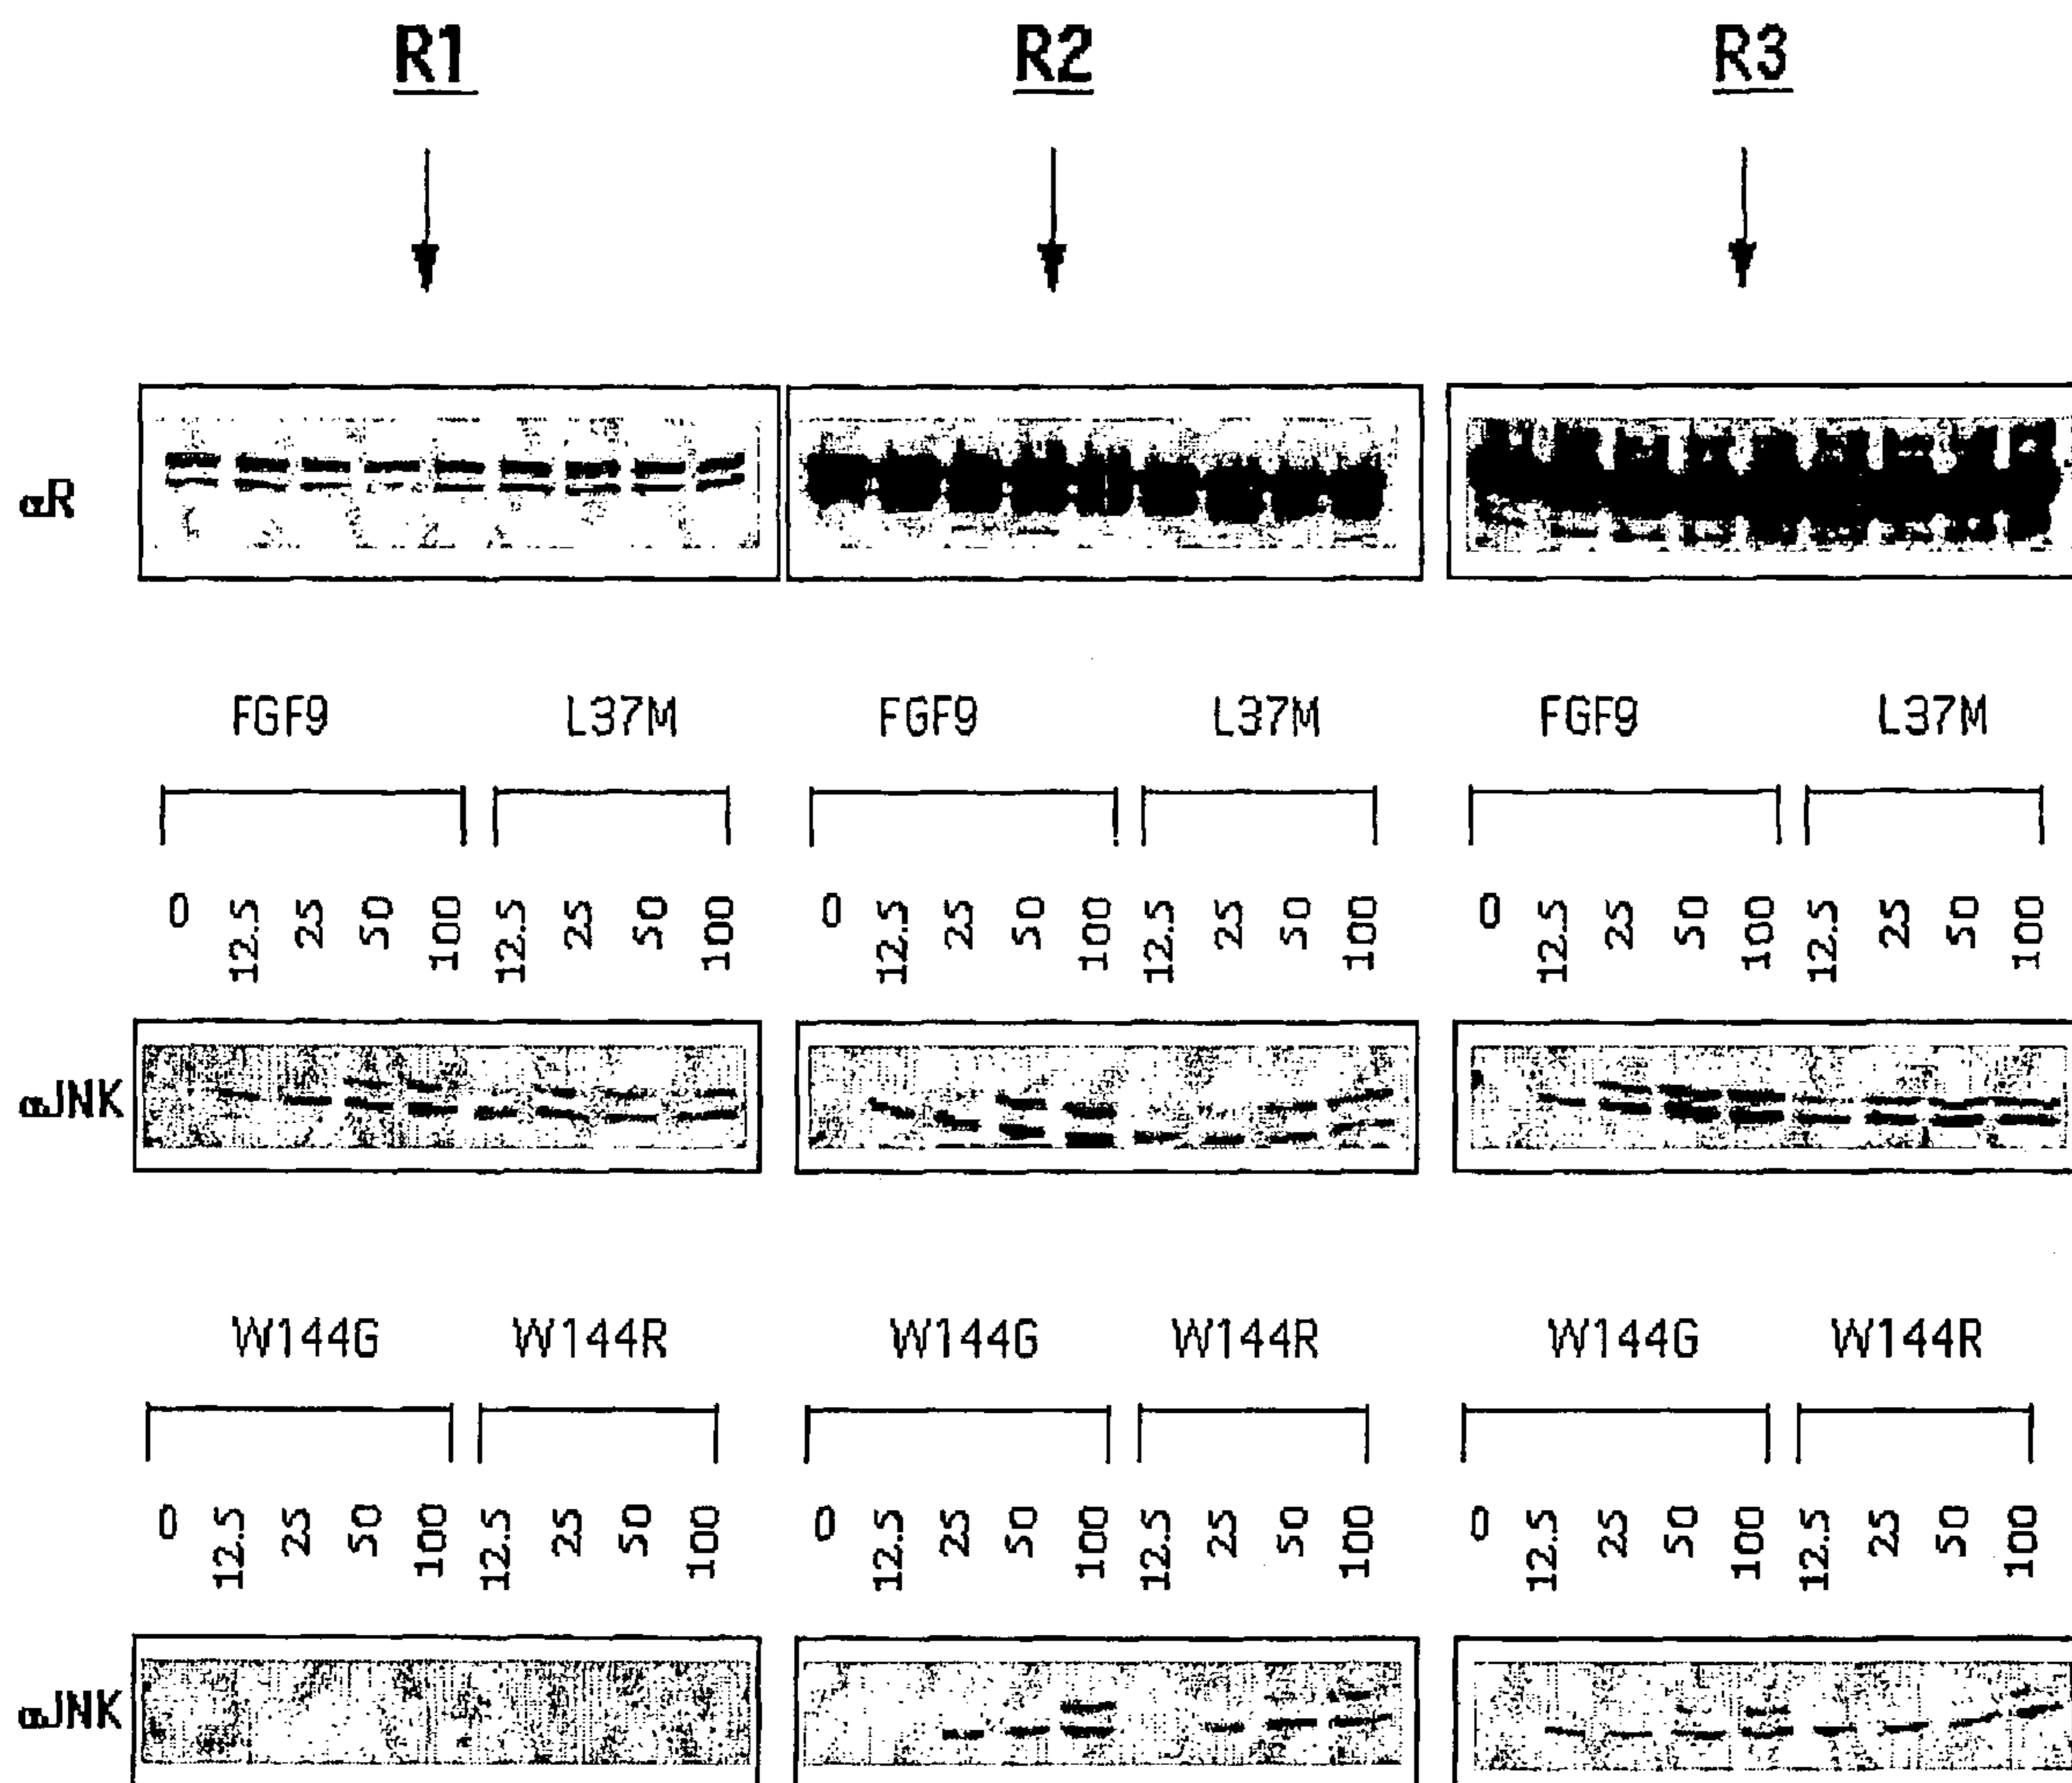 R1 R2 R3
αR
FGF9 L37M FGF9 L37M FGF9 L37M
0 12.5 25 50 100 12.5 25 50 100 0 12.5 25 50 100 12.5 25 50 100 0 12.5 25 50 100 12.5 25 50 100
αJNK
W144G W144R W144G W144R W144G W144R
0 12.5 25 50 100 12.5 25 50 100 0 12.5 25 50 100 12.5 25 50 100 0 12.5 25 50 100 12.5 25 50 100
αJNK